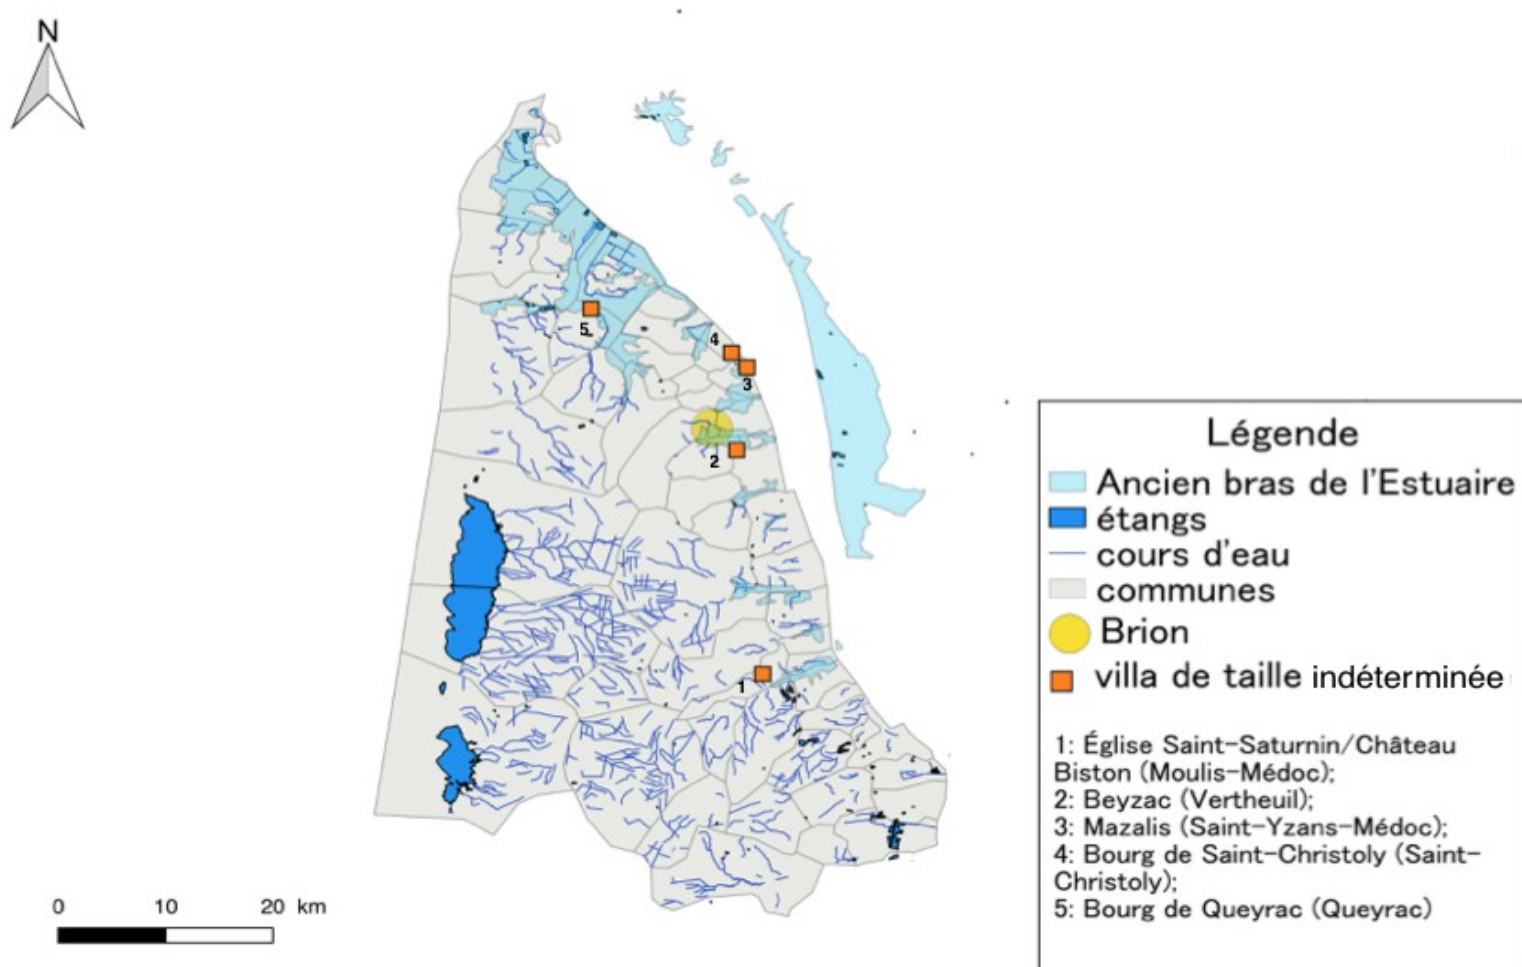 N
5
4
3
2
1
Légende
Ancien bras de l'Estuaire
étangs
cours d'eau
communes
Brion
villa de taille indéterminée
1: Église Saint-Saturnin/Château
Biston (Moulis-Médoc);
2: Beyzac (Vertheuil);
3: Mazalis (Saint-Yzans-Médoc);
4: Bourg de Saint-Christoly (Saint-
Christoly);
5: Bourg de Queyrac (Queyrac)
0 10 20 km